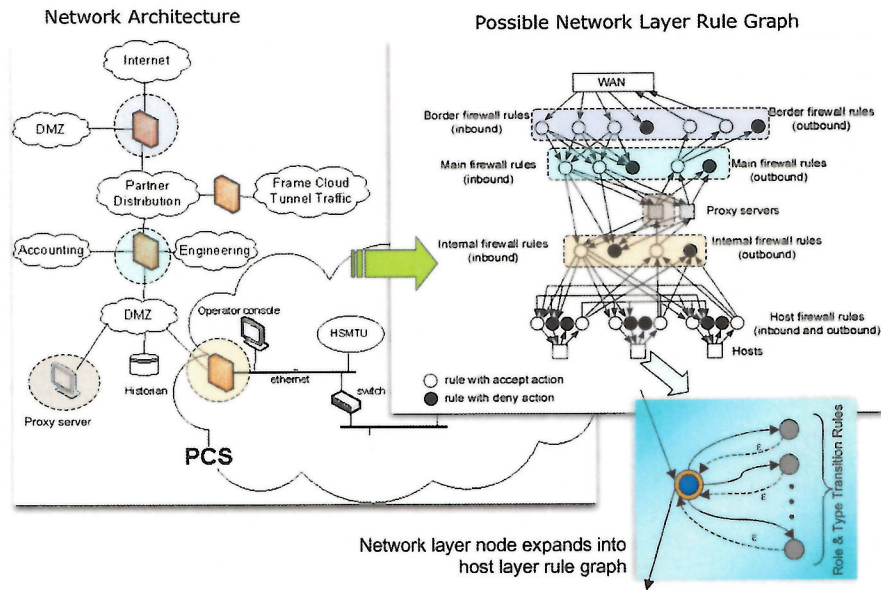 Network Architecture
Internet
DMZ
Partner
Distribution
Frame Cloud
Tunnel Traffic
Accounting
Engineering
DMZ
Operator console
HSMTU
Historian
ethernet
switch
Proxy server
PCS
Possible Network Layer Rule Graph
WAN
Border firewall rules
(inbound)
Border firewall rules
(outbound)
Main firewall rules
(inbound)
Main firewall rules
(outbound)
Proxy servers
Internal firewall rules
(inbound)
Internal firewall rules
(outbound)
Host firewall rules
(inbound and outbound)
Hosts
rule with accept action
rule with deny action
ε
ε
ε
Role & Type Transition Rules
Network layer node expands into
host layer rule graph